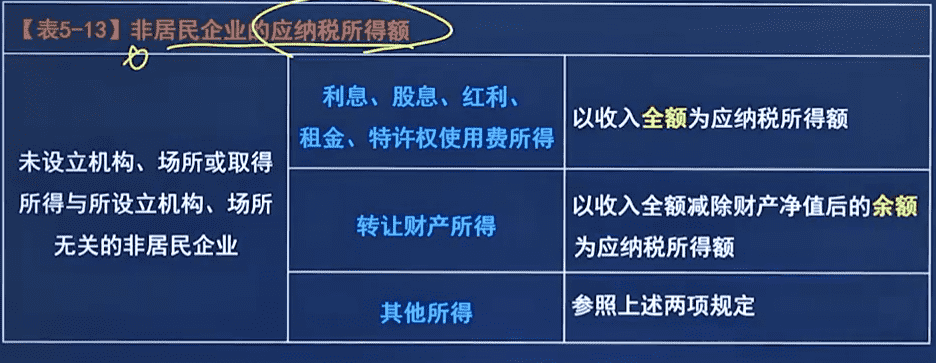 【表5-13】非居民企业的应纳税所得额
未设立机构、场所或取得
所得与所设立机构、场所
无关的非居民企业
利息、股息、红利、
租金、特许权使用费所得
以收入全额为应纳税所得额
转让财产所得
以收入全额减除财产净值后的余额
为应纳税所得额
其他所得
参照上述两项规定